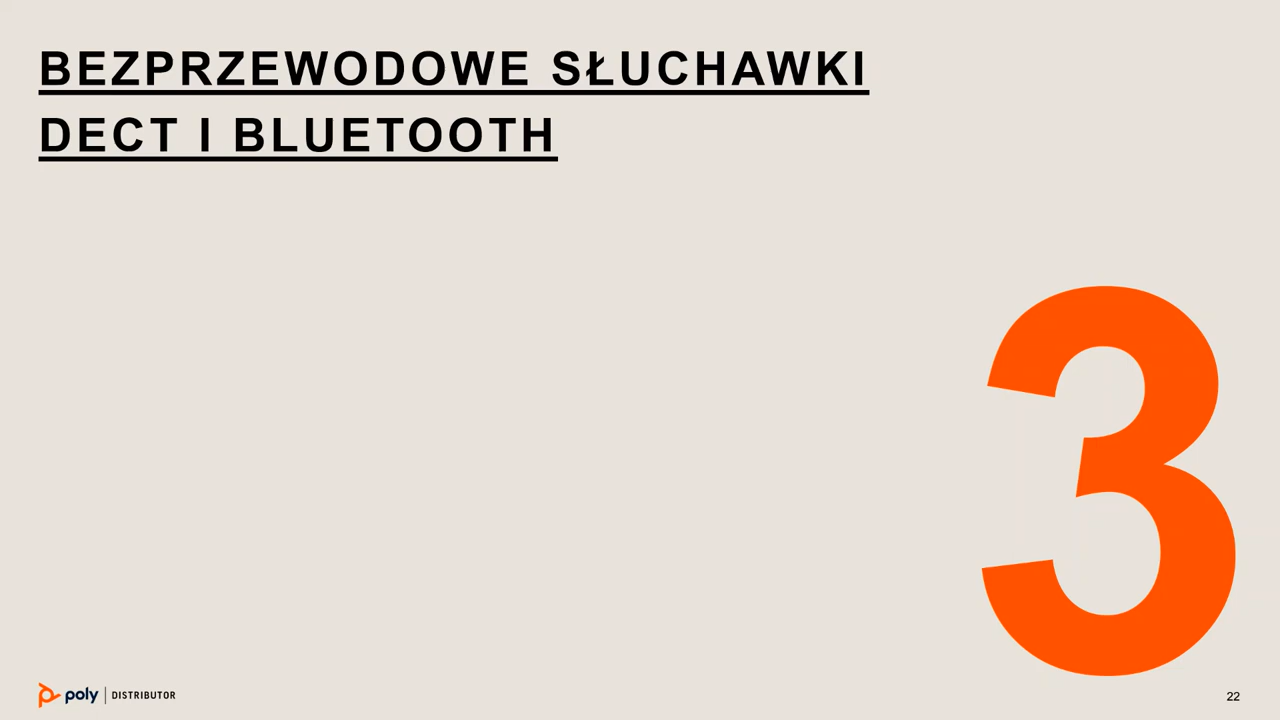 BEZPRZEWODOWE SŁUCHAWKI
DECT I BLUETOOTH
3
poly | DISTRIBUTOR
22